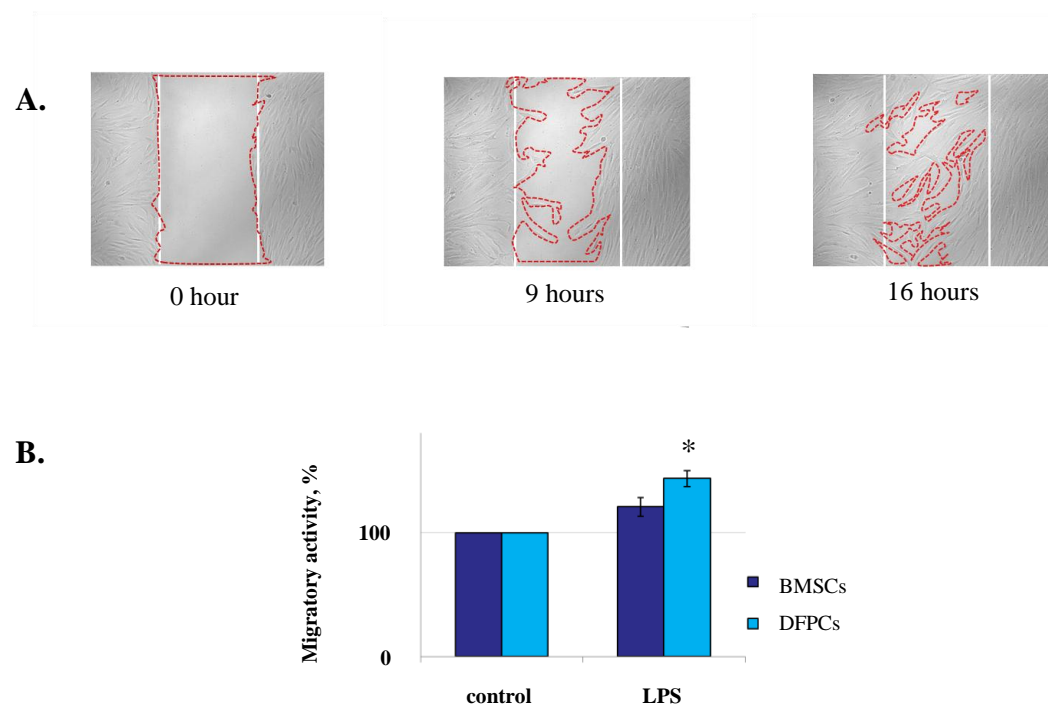 A.
0 hour
9 hours
16 hours
B.
Migratory activity, %
*
100
0
control
LPS
BMSCs
DFPCs